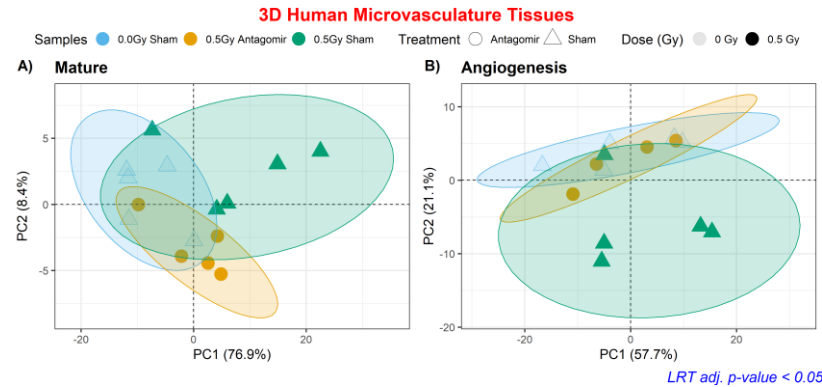 3D Human Microvasculature Tissues
Samples 0.0Gy Sham 0.5Gy Antagomir 0.5Gy Sham Treatment Antagomir Sham Dose (Gy) 0 Gy 0.5 Gy
A) Mature
B) Angiogenesis
5
0
-5
PC2 (8.4%)
-20 0 20
PC1 (76.9%)
10
0
-10
-20
PC2 (21.1%)
-20 0 20
PC1 (57.7%)
LRT adj. p-value < 0.05